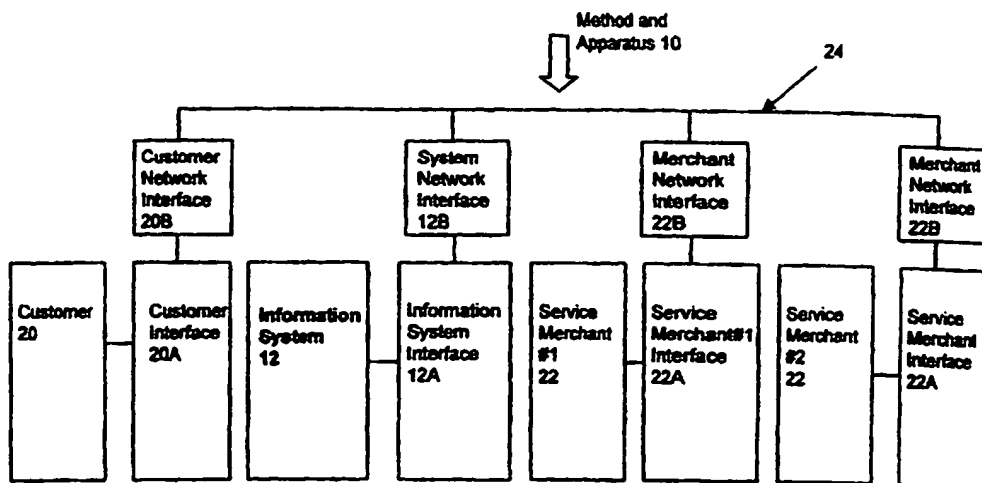 Method and
Apparatus 10
24
Customer
Network
Interface
20B
System
Network
Interface
12B
Merchant
Network
Interface
22B
Merchant
Network
Interface
22B
Customer
20
Customer
Interface
20A
Information
System
12
Information
System
Interface
12A
Service
Merchant
#1
22
Service
Merchant#1
Interface
22A
Service
Merchant
#2
22
Service
Merchant
Interface
22A